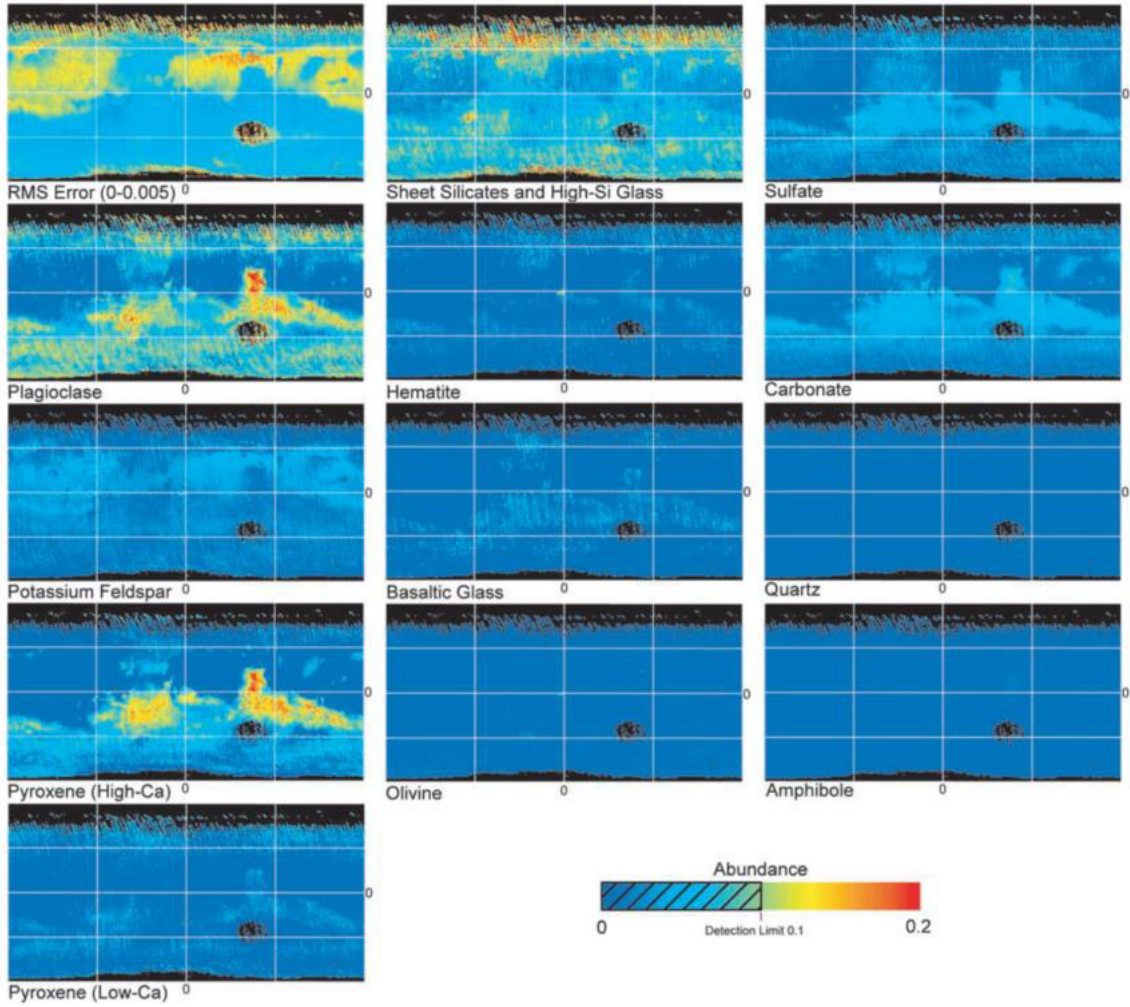 0
RMS Error (0-0.005) 0
0
Sheet Silicates and High-Si Glass
0
Sulfate 0
0
Plagioclase 0
0
Hematite 0
0
Carbonate 0
0
Potassium Feldspar 0
0
Basaltic Glass 0
0
Quartz 0
0
Pyroxene (High-Ca) 0
0
Olivine 0
0
Amphibole 0
0
Pyroxene (Low-Ca) 0
Abundance
0 Detection Limit 0.1 0.2